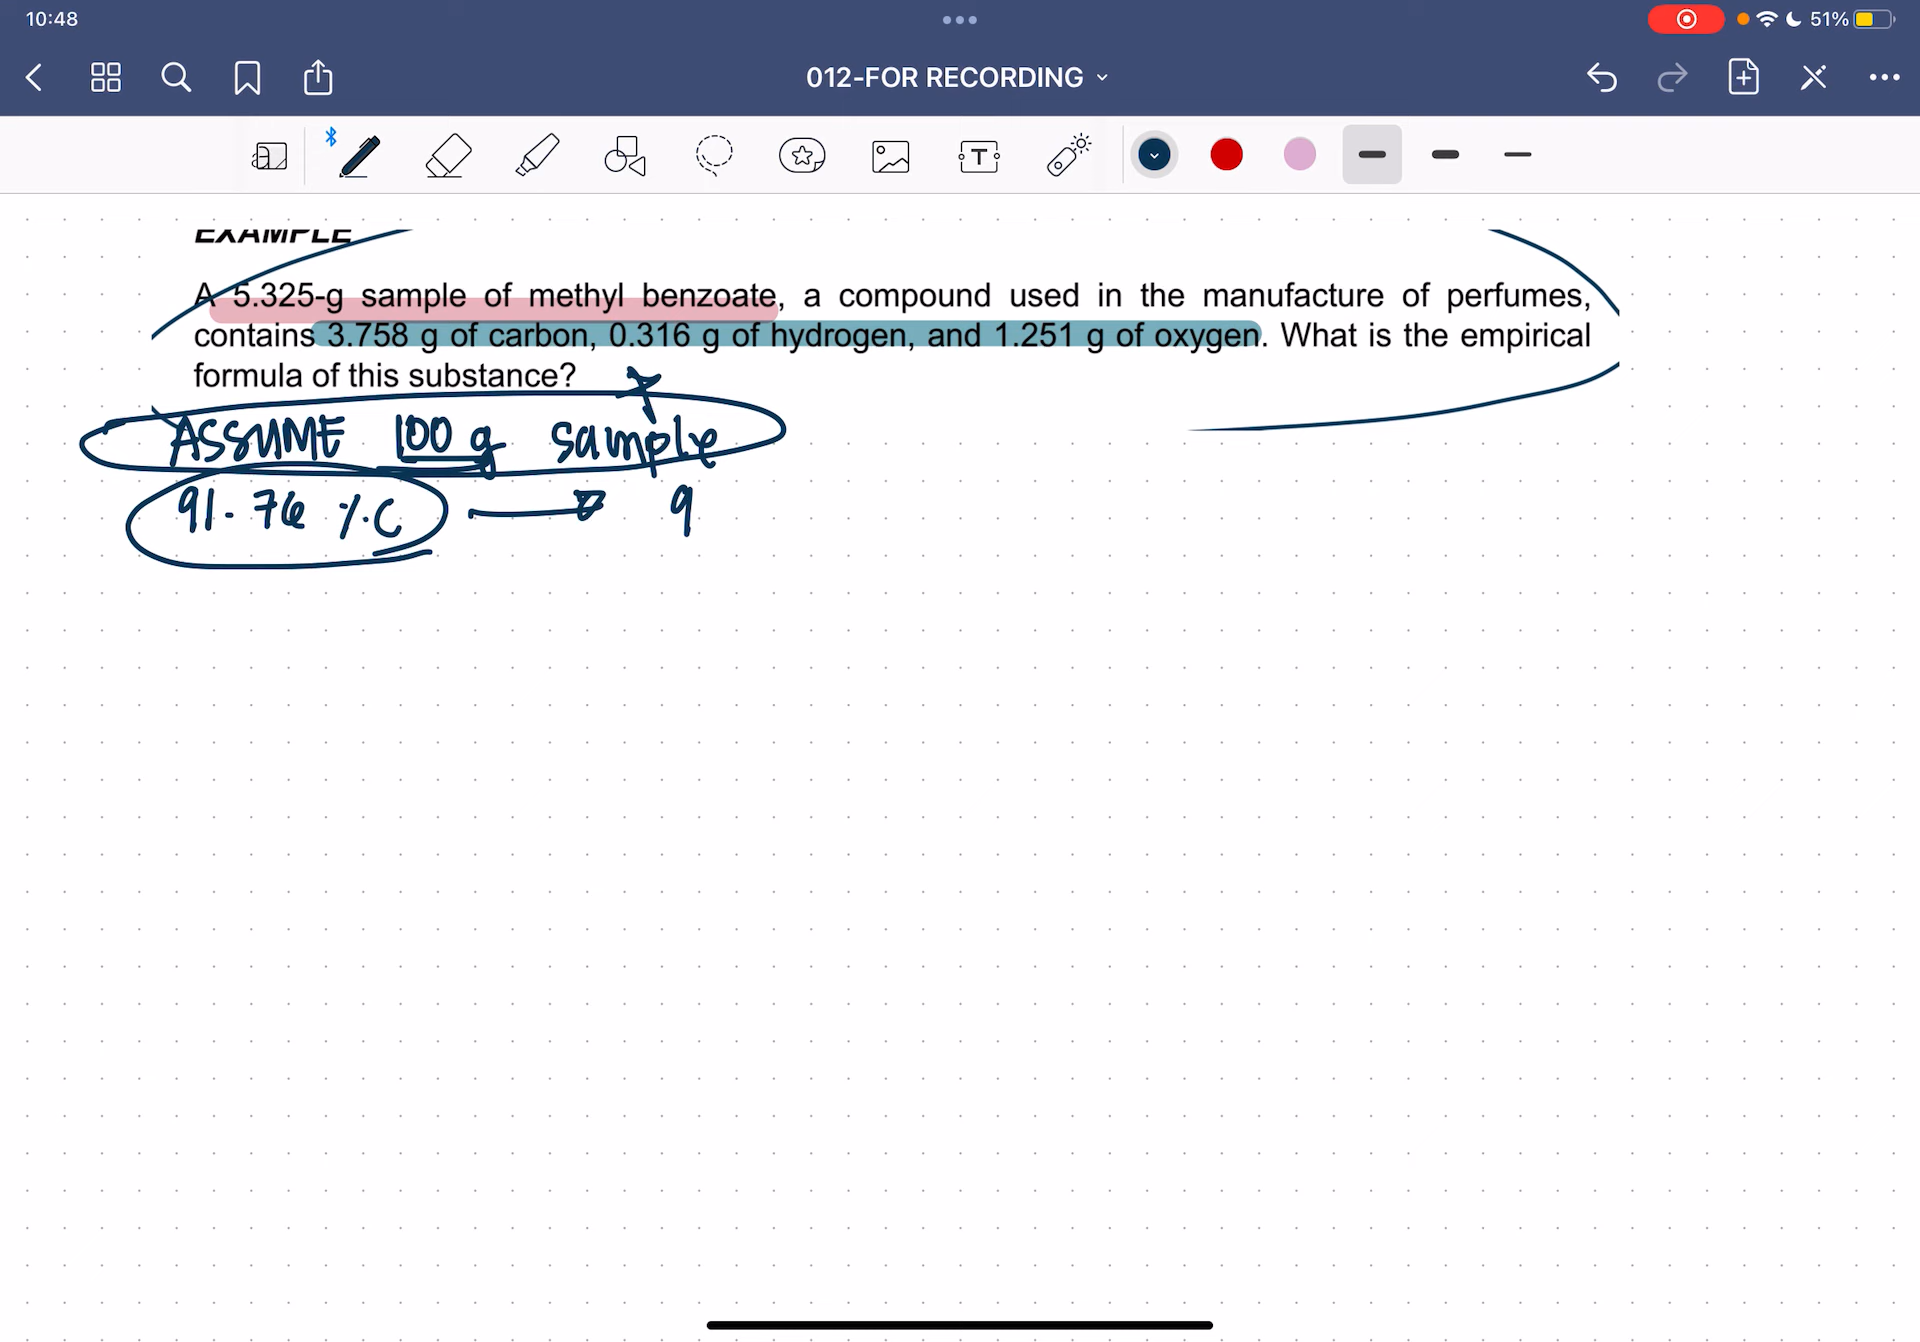 10:48
51%
012-FOR RECORDING
T
EXAMPLE
A 5.325-g sample of methyl benzoate, a compound used in the manufacture of perfumes,
contains 3.758 g of carbon, 0.316 g of hydrogen, and 1.251 g of oxygen. What is the empirical
formula of this substance?
ASSUME 100 g sample
91.76 % C → 9